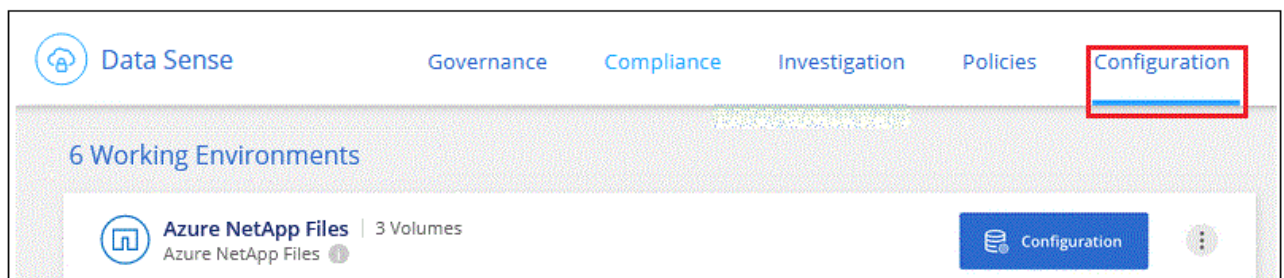 Data Sense Governance Compliance Investigation Policies Configuration
6 Working Environments
Azure NetApp Files | 3 Volumes
Azure NetApp Files
Configuration